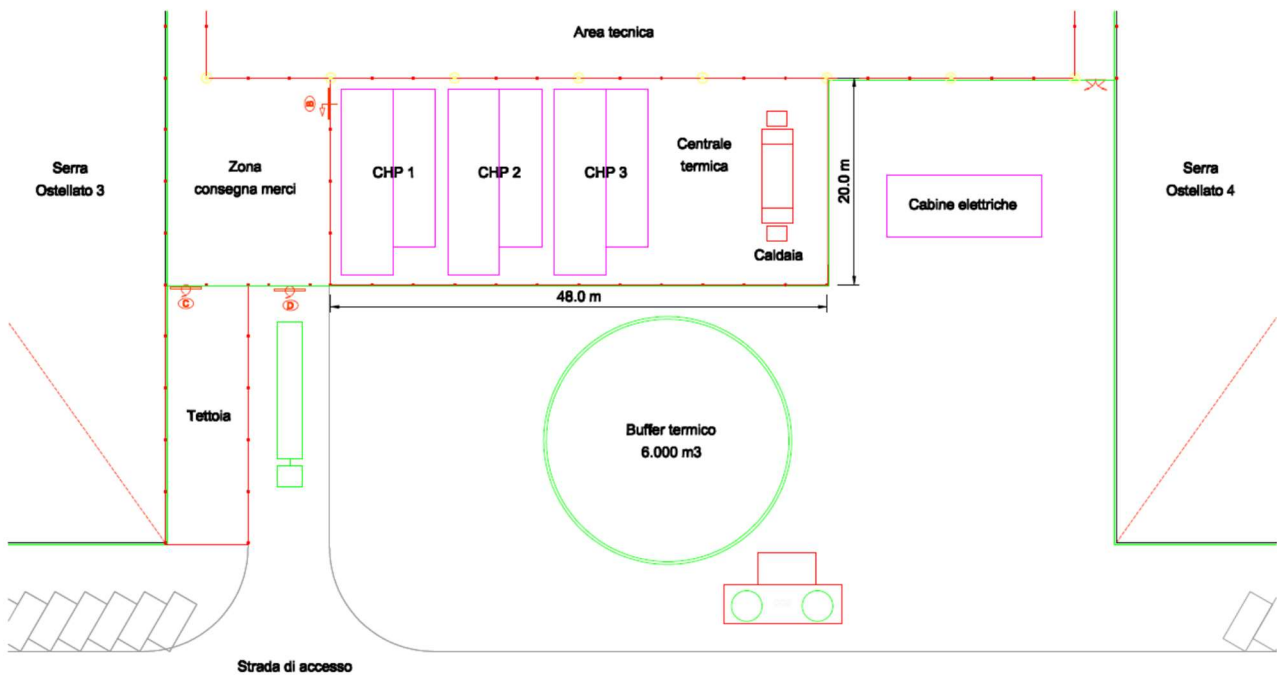 Area tecnica
B
Serra
Ostellato 3
Zona
consegna merci
CHP 1
CHP 2
CHP 3
Centrale
termica
20.0 m
Cabine elettriche
Serra
Ostellato 4
Caldaia
C
D
48.0 m
Tettoia
Buffer termico
6.000 m3
Strada di accesso